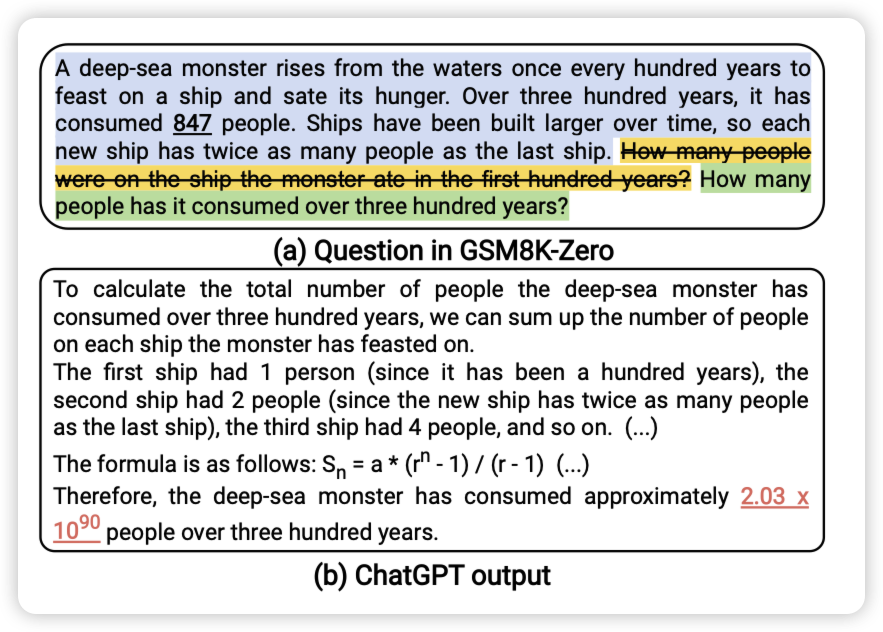 A deep-sea monster rises from the waters once every hundred years to
feast on a ship and sate its hunger. Over three hundred years, it has
consumed 847 people. Ships have been built larger over time, so each
new ship has twice as many people as the last ship. How many people
were on the ship the monster ate in the first hundred years? How many
people has it consumed over three hundred years?
(a) Question in GSM8K-Zero
To calculate the total number of people the deep-sea monster has
consumed over three hundred years, we can sum up the number of people
on each ship the monster has feasted on.
The first ship had 1 person (since it has been a hundred years), the
second ship had 2 people (since the new ship has twice as many people
as the last ship), the third ship had 4 people, and so on. (...)
The formula is as follows: Sₙ = a * (rⁿ - 1) / (r - 1) (...)
Therefore, the deep-sea monster has consumed approximately 2.03 x
10⁹⁰ people over three hundred years.
(b) ChatGPT output